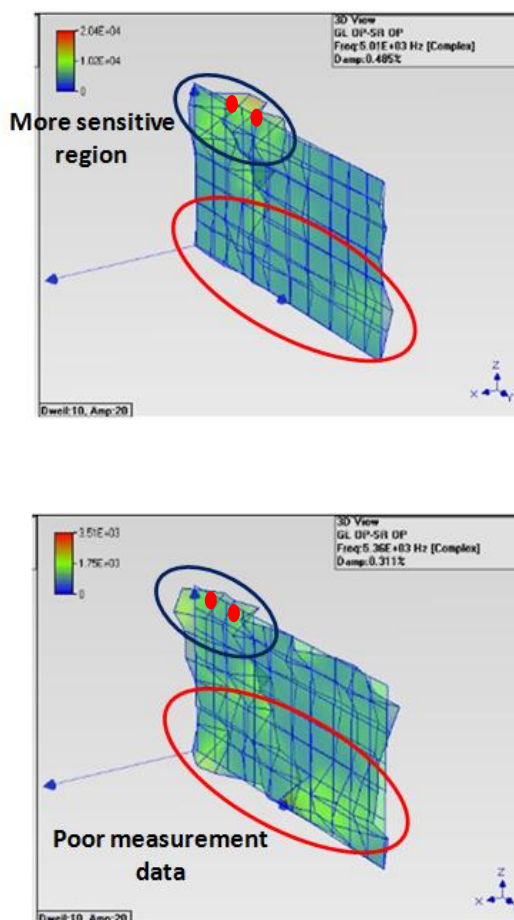 2.04E+04
1.02E+04
0
3D View
GL OP-SR OP
Freq:5.01E+03 Hz [Complex]
Damp:0.485%
More sensitive
region
Z
X
Y
Dwell:10, Amp:20
3.51E+03
1.75E+03
0
3D View
GL OP-SR OP
Freq:5.36E+03 Hz [Complex]
Damp:0.311%
Poor measurement
data
Z
X
Dwell:10, Amp:20